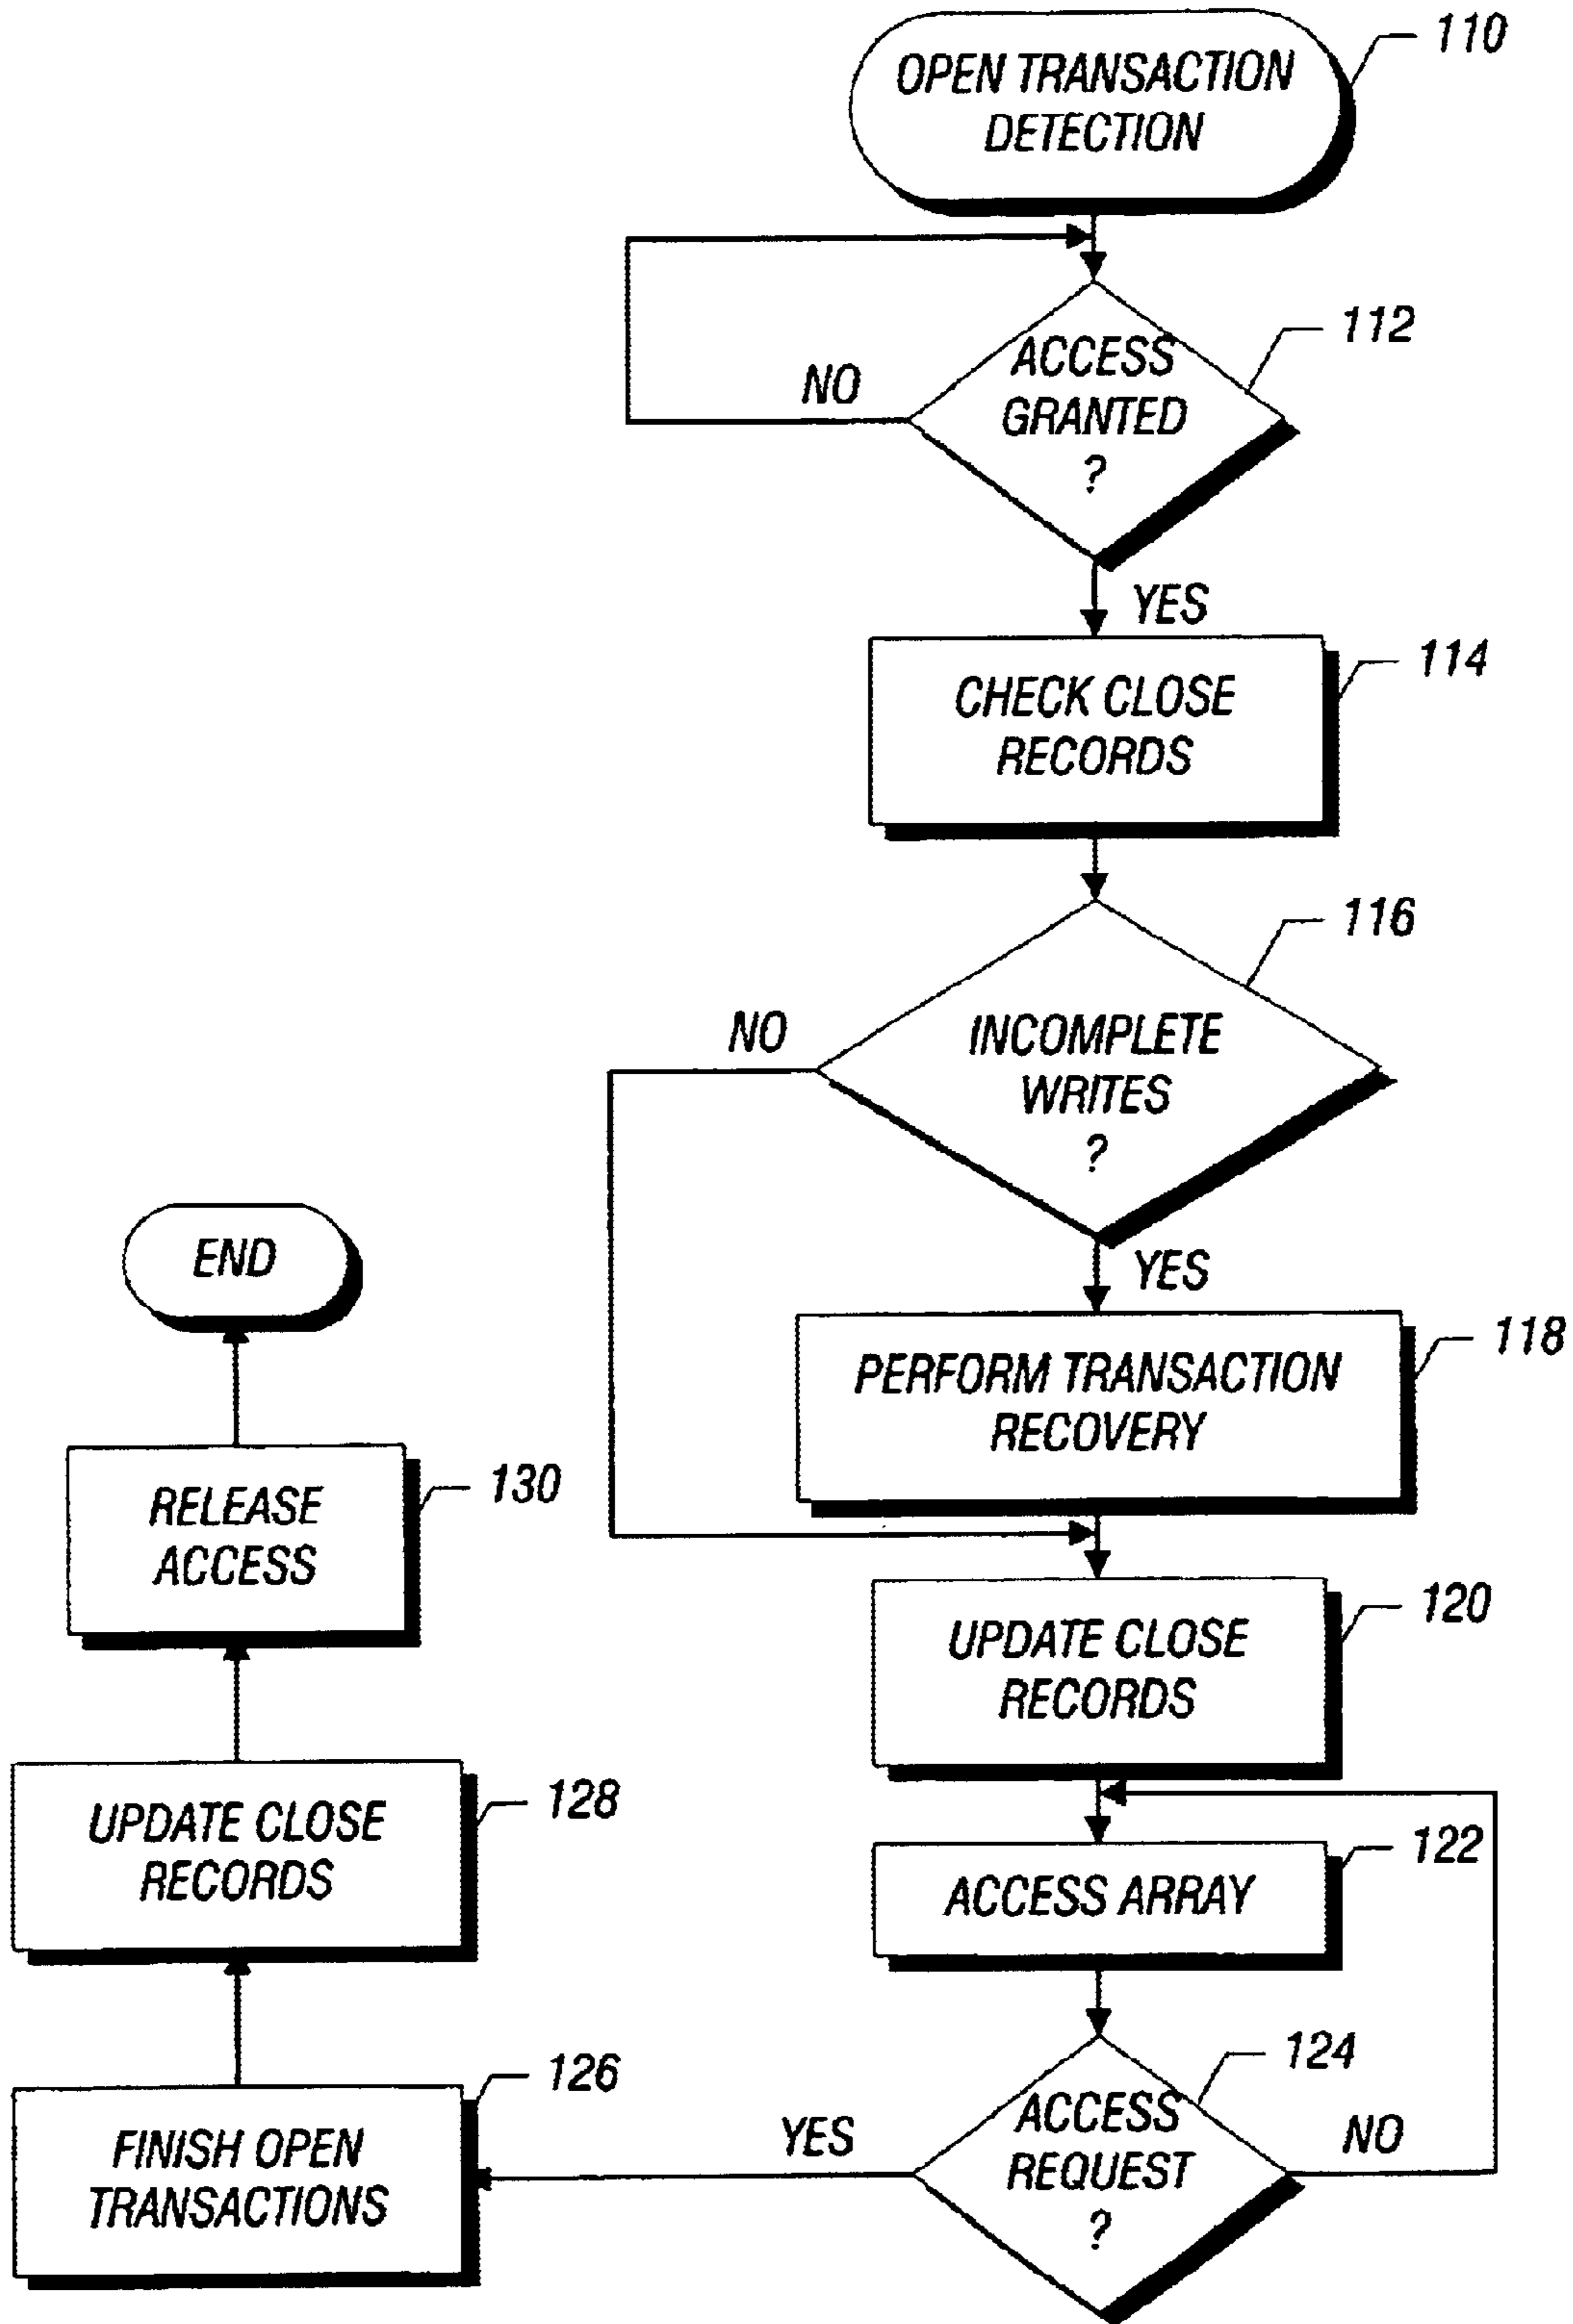 OPEN TRANSACTION
DETECTION
110
ACCESS
GRANTED
?
112
NO
YES
CHECK CLOSE
RECORDS
114
INCOMPLETE
WRITES
?
116
NO
YES
PERFORM TRANSACTION
RECOVERY
118
UPDATE CLOSE
RECORDS
120
ACCESS ARRAY
122
ACCESS
REQUEST
?
124
NO
YES
FINISH OPEN
TRANSACTIONS
126
UPDATE CLOSE
RECORDS
128
RELEASE
ACCESS
130
END